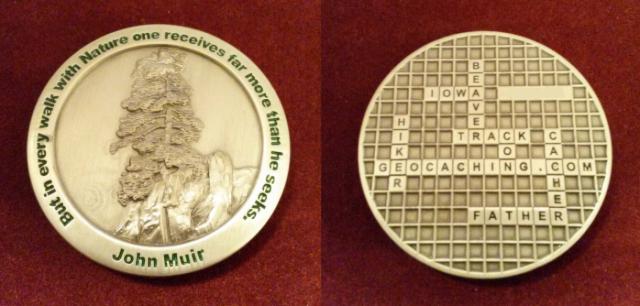 But in every walk with Nature one receives far more than he seeks.
John Muir
BEAVER
IOWA
HIKER
TRACK
CACHER
GEOCACHING.COM
FATHER